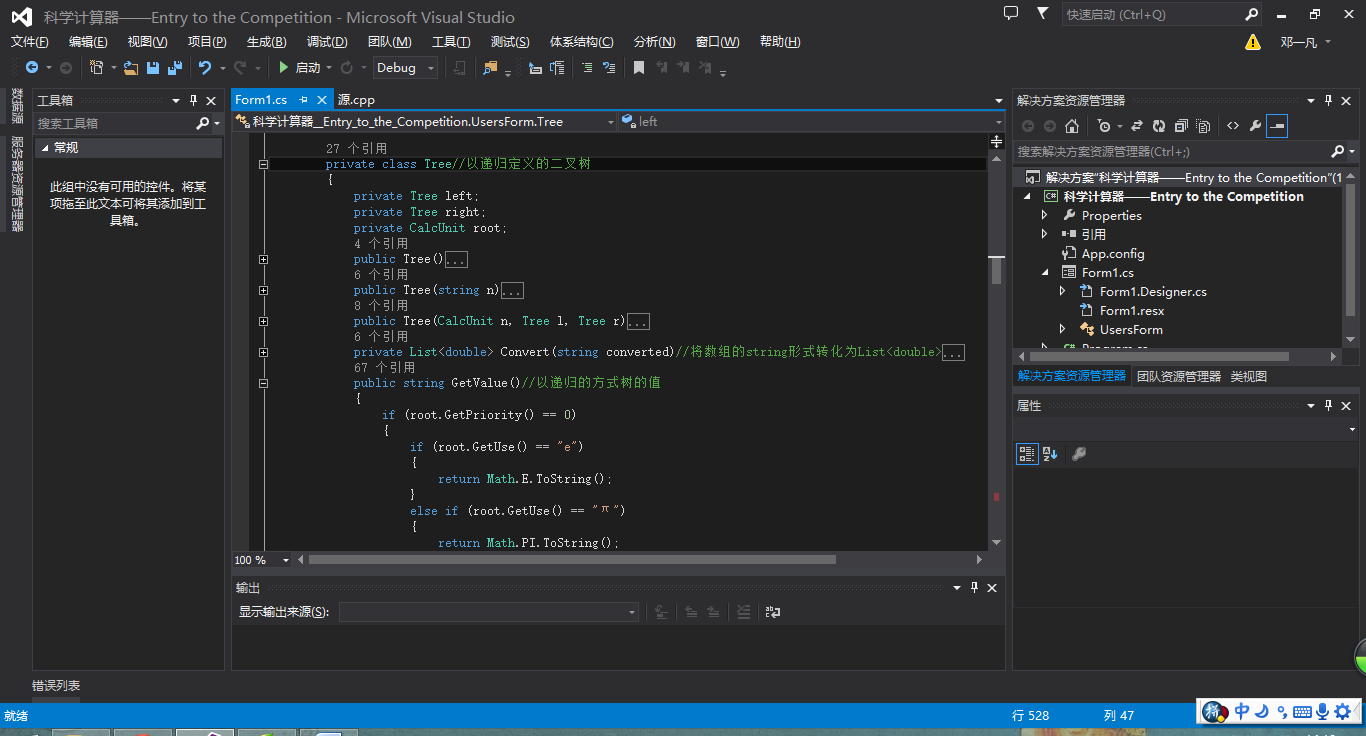 科学计算器——Entry to the Competition - Microsoft Visual Studio
快速启动 (Ctrl+Q)
文件(F) 编辑(E) 视图(V) 项目(P) 生成(B) 调试(D) 团队(M) 工具(T) 测试(S) 体系结构(C) 分析(N) 窗口(W) 帮助(H)
邓一凡
启动
Debug
数据源
服务器资源管理器
工具箱
搜索工具箱
常规
此组中没有可用的控件。将某
项拖至此文本可将其添加到工
具箱。
Form1.cs
源.cpp
科学计算器__Entry_to_the_Competition.UsersForm.Tree
left
27 个引用
private class Tree//以递归定义的二叉树
{
private Tree left;
private Tree right;
private CalcUnit root;
4 个引用
public Tree()...
6 个引用
public Tree(string n)...
8 个引用
public Tree(CalcUnit n, Tree l, Tree r)...
6 个引用
private List<double> Convert(string converted)//将数组的string形式转化为List<double>...
67 个引用
public string GetValue()//以递归的方式树的值
{
if (root.GetPriority() == 0)
{
if (root.GetUse() == "e")
{
return Math.E.ToString();
}
else if (root.GetUse() == "π")
{
return Math.PI.ToString();
100 %
输出
显示输出来源(S):
解决方案资源管理器
搜索解决方案资源管理器(Ctrl+;)
解决方案"科学计算器——Entry to the Competition"(1
科学计算器——Entry to the Competition
Properties
引用
App.config
Form1.cs
Form1.Designer.cs
Form1.resx
UsersForm
Program.cs
解决方案资源管理器 团队资源管理器 类视图
属性
错误列表
就绪
行 528
列 47
拼 中